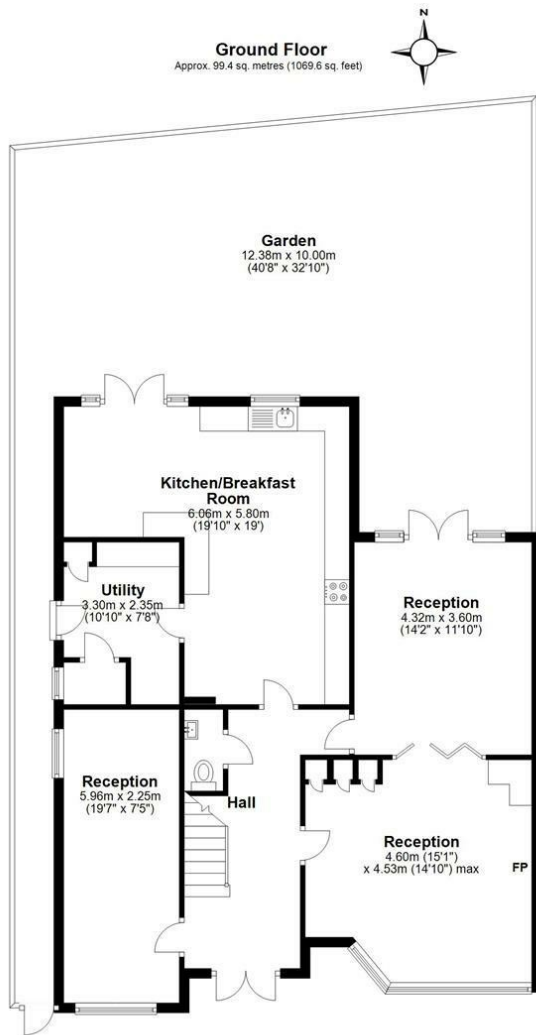 N
Ground Floor
Approx. 99.4 sq. metres (1069.6 sq. feet)
Garden
12.38m x 10.00m
(40'8" x 32'10")
Kitchen/Breakfast
Room
6.06m x 5.80m
(19'10" x 19')
Utility
3.30m x 2.35m
(10'10" x 7'8")
Reception
4.32m x 3.60m
(14'2" x 11'10")
Reception
5.96m x 2.25m
(19'7" x 7'5")
Hall
Reception
4.60m (15'1")
x 4.53m (14'10") max
FP